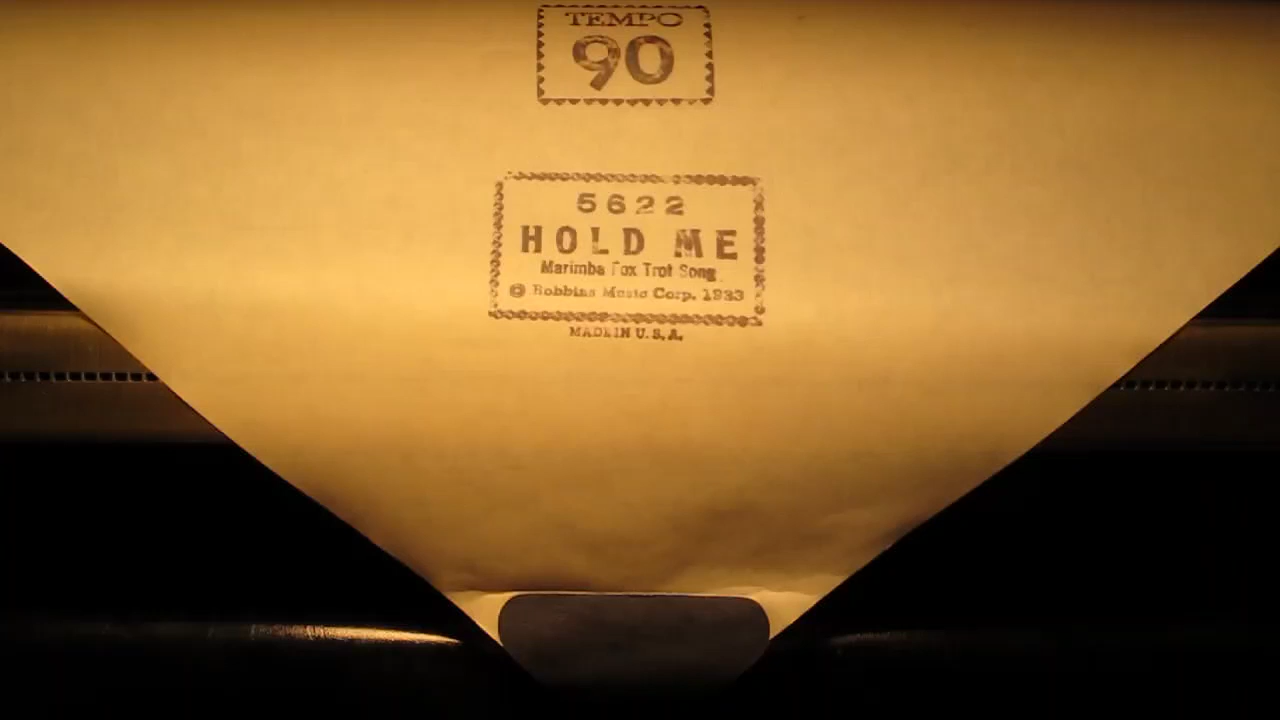 TEMPO
90
5622
HOLD ME
Marimba Fox Trot Song
© Robbins Music Corp. 1933
MADE IN U.S.A.